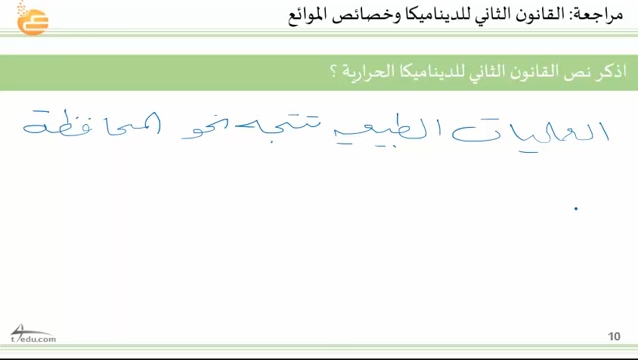 مراجعة: القانون الثاني للديناميكا وخصائص الموائع
اذكر نص القانون الثاني للديناميكا الحرارية ؟
العمليات الطبيعيه تتجه نحو المحافظة
t4edu.com
10